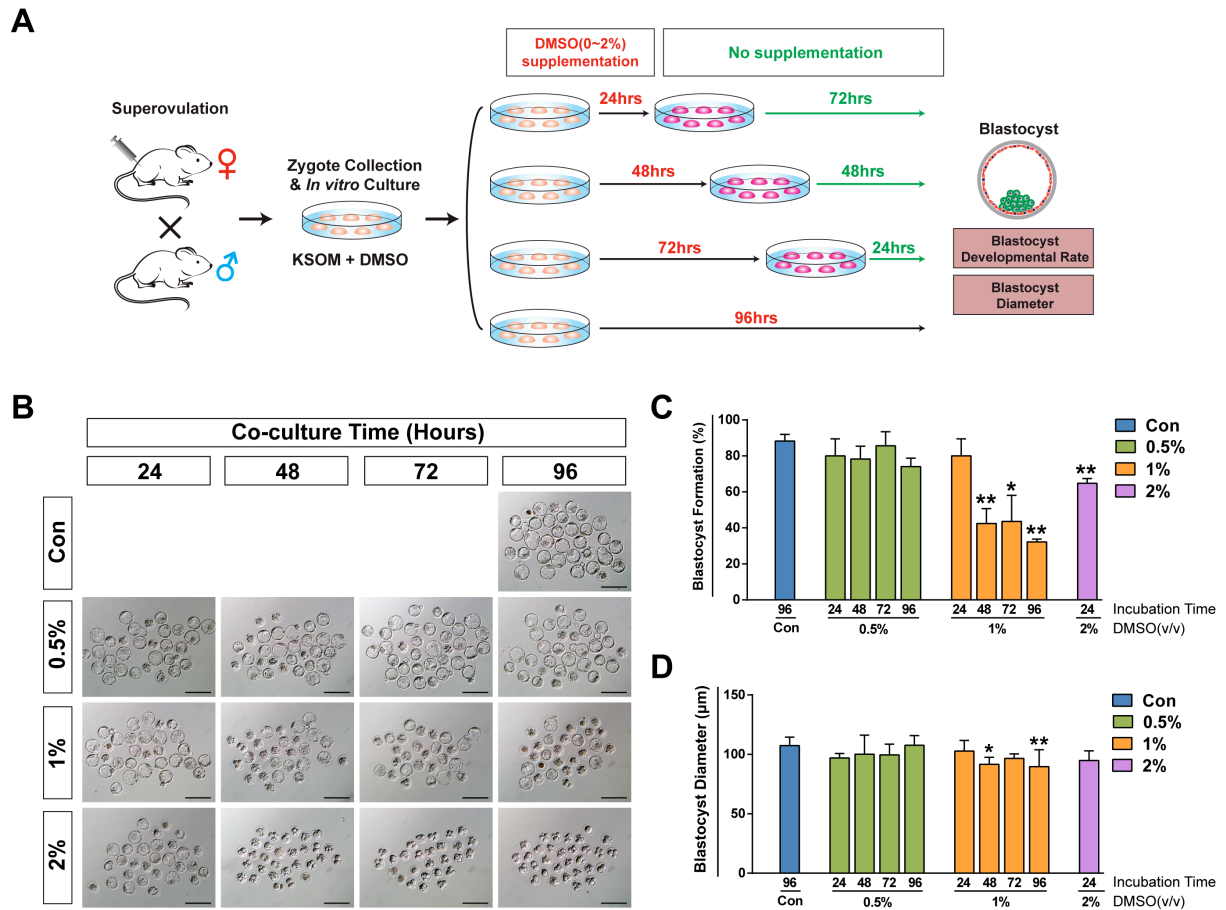 A
DMSO(0~2%)
supplementation
No supplementation
Superovulation
Zygote Collection
& In vitro Culture
KSOM + DMSO
24hrs
72hrs
48hrs
48hrs
72hrs
24hrs
96hrs
Blastocyst
Blastocyst
Developmental Rate
Blastocyst
Diameter
B
Co-culture Time (Hours)
24 48 72 96
Con
0.5%
1%
2%
C
Blastocyst Formation (%)
100
80
60
40
20
0
** * ** **
96 24 48 72 96 24 48 72 96 24 Incubation Time
Con 0.5% 1% 2% DMSO(v/v)
Con
0.5%
1%
2%
D
Blastocyst Diameter (μm)
150
100
50
0
* **
96 24 48 72 96 24 48 72 96 24 Incubation Time
Con 0.5% 1% 2% DMSO(v/v)
Con
0.5%
1%
2%